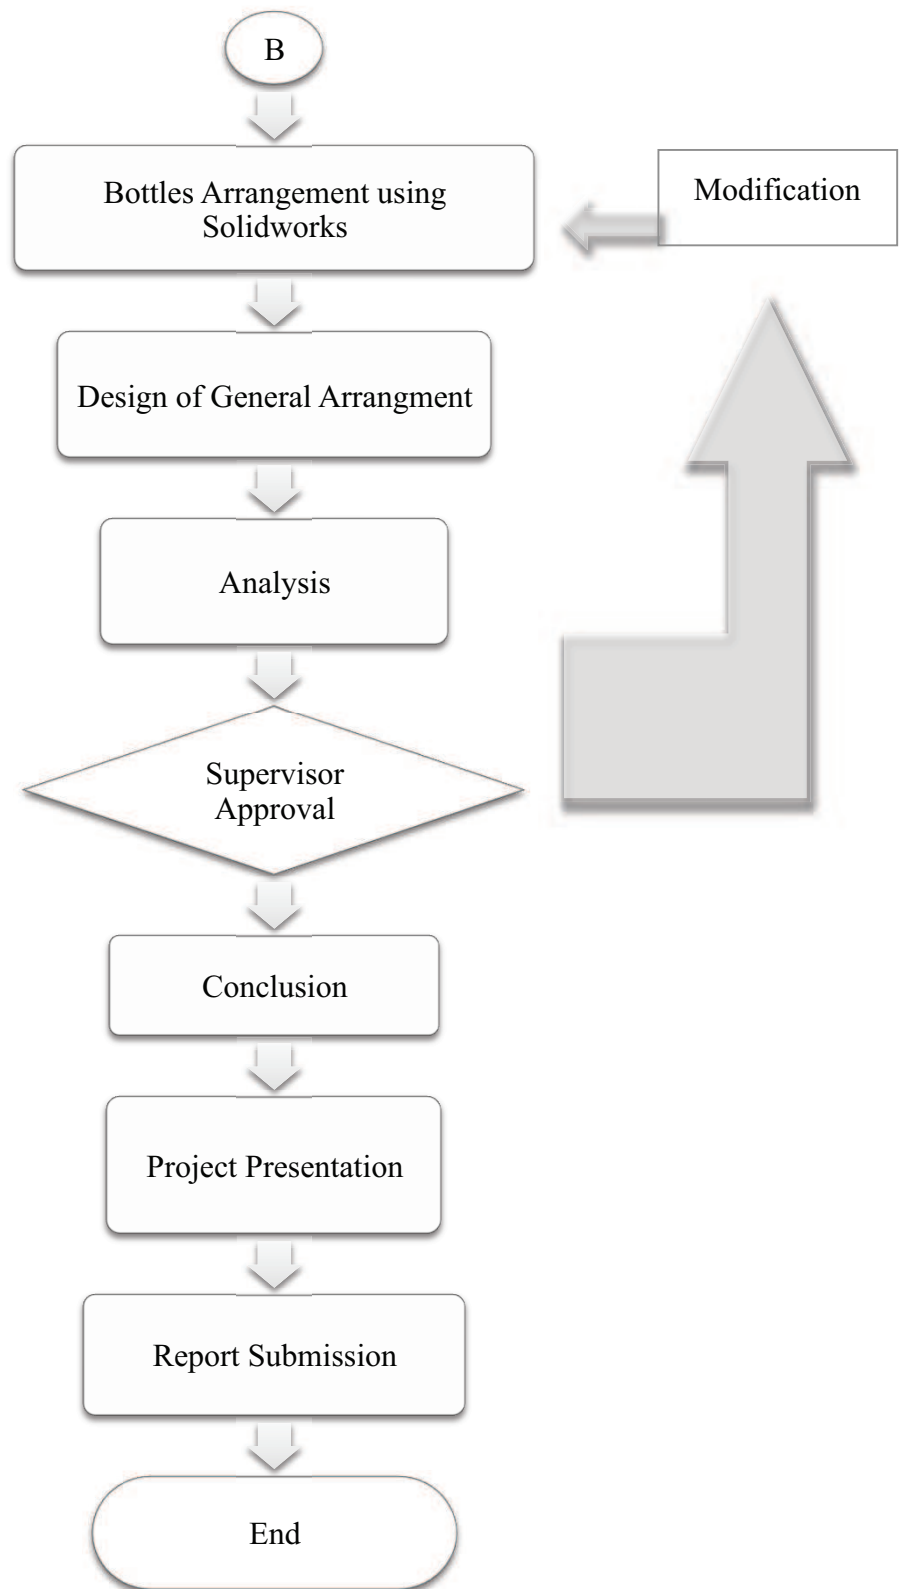 B
Bottles Arrangement using
Solidworks
Modification
Design of General Arrangment
Analysis
Supervisor
Approval
Conclusion
Project Presentation
Report Submission
End